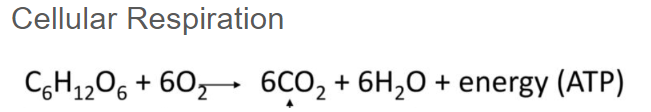 Cellular Respiration
C₆H₁₂O₆ + 6O₂ → 6CO₂ + 6H₂O + energy (ATP)